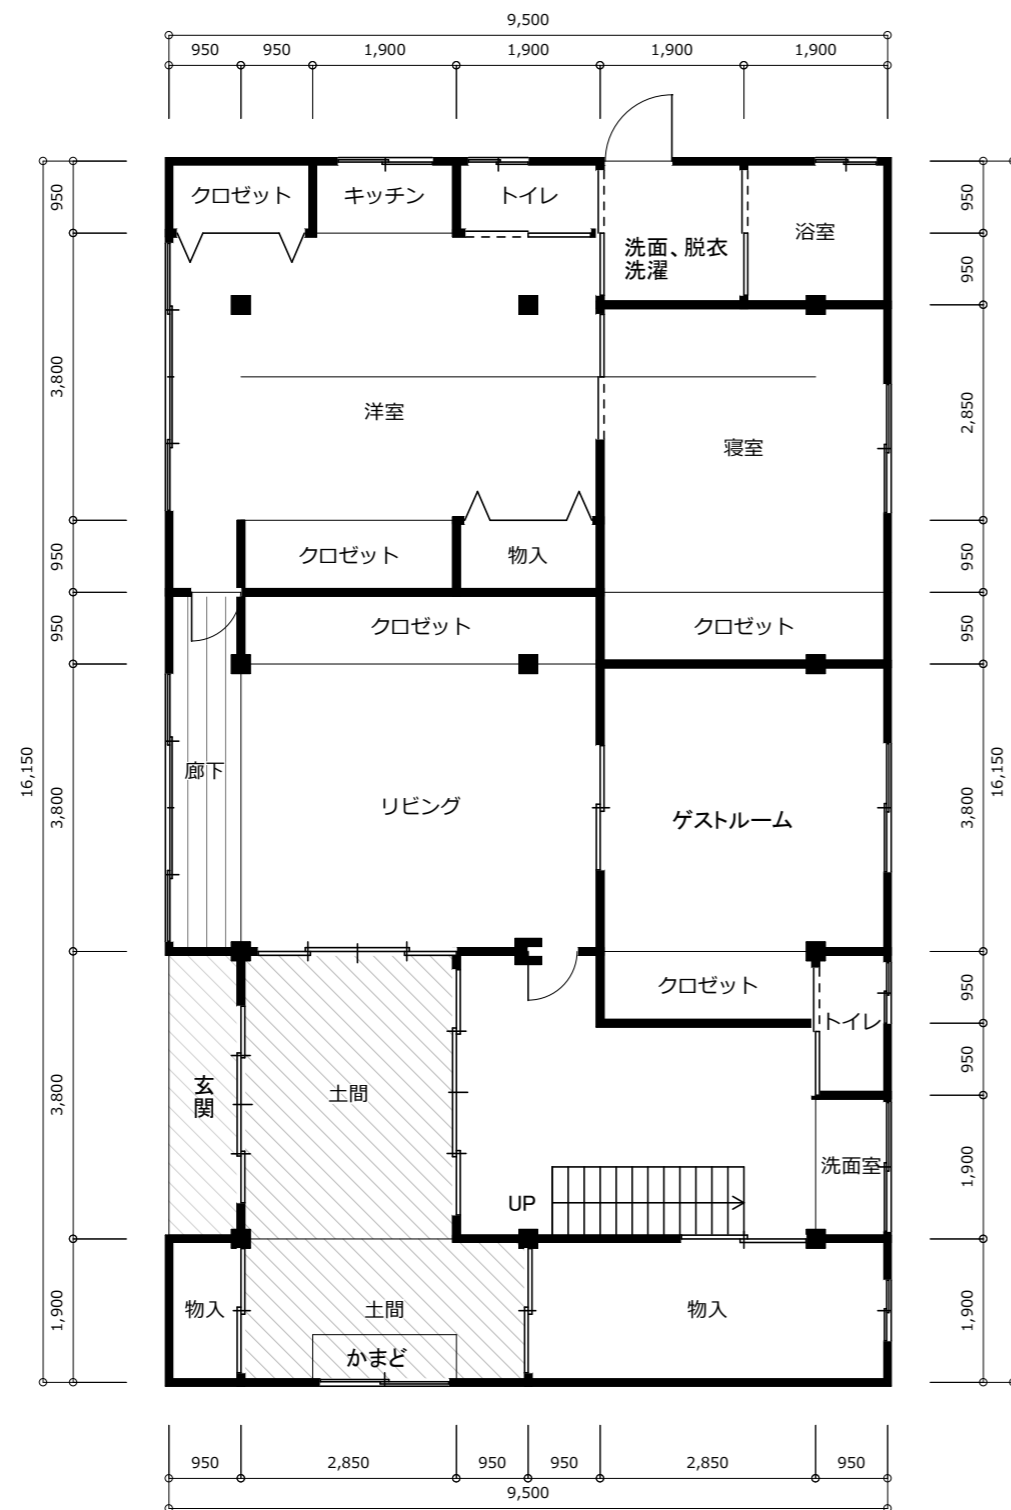 9,500
950
950
1,900
1,900
1,900
1,900
クロゼット
キッチン
トイレ
洗面、脱衣
洗濯
浴室
950
3,800
950
950
3,800
3,800
1,900
16,150
950
950
2,850
950
950
3,800
950
950
1,900
1,900
16,150
洋室
寝室
クロゼット
物入
クロゼット
クロゼット
廊下
リビング
ゲストルーム
クロゼット
トイレ
玄関
土間
洗面室
UP
物入
土間
物入
かまど
950
2,850
950
950
2,850
950
9,500